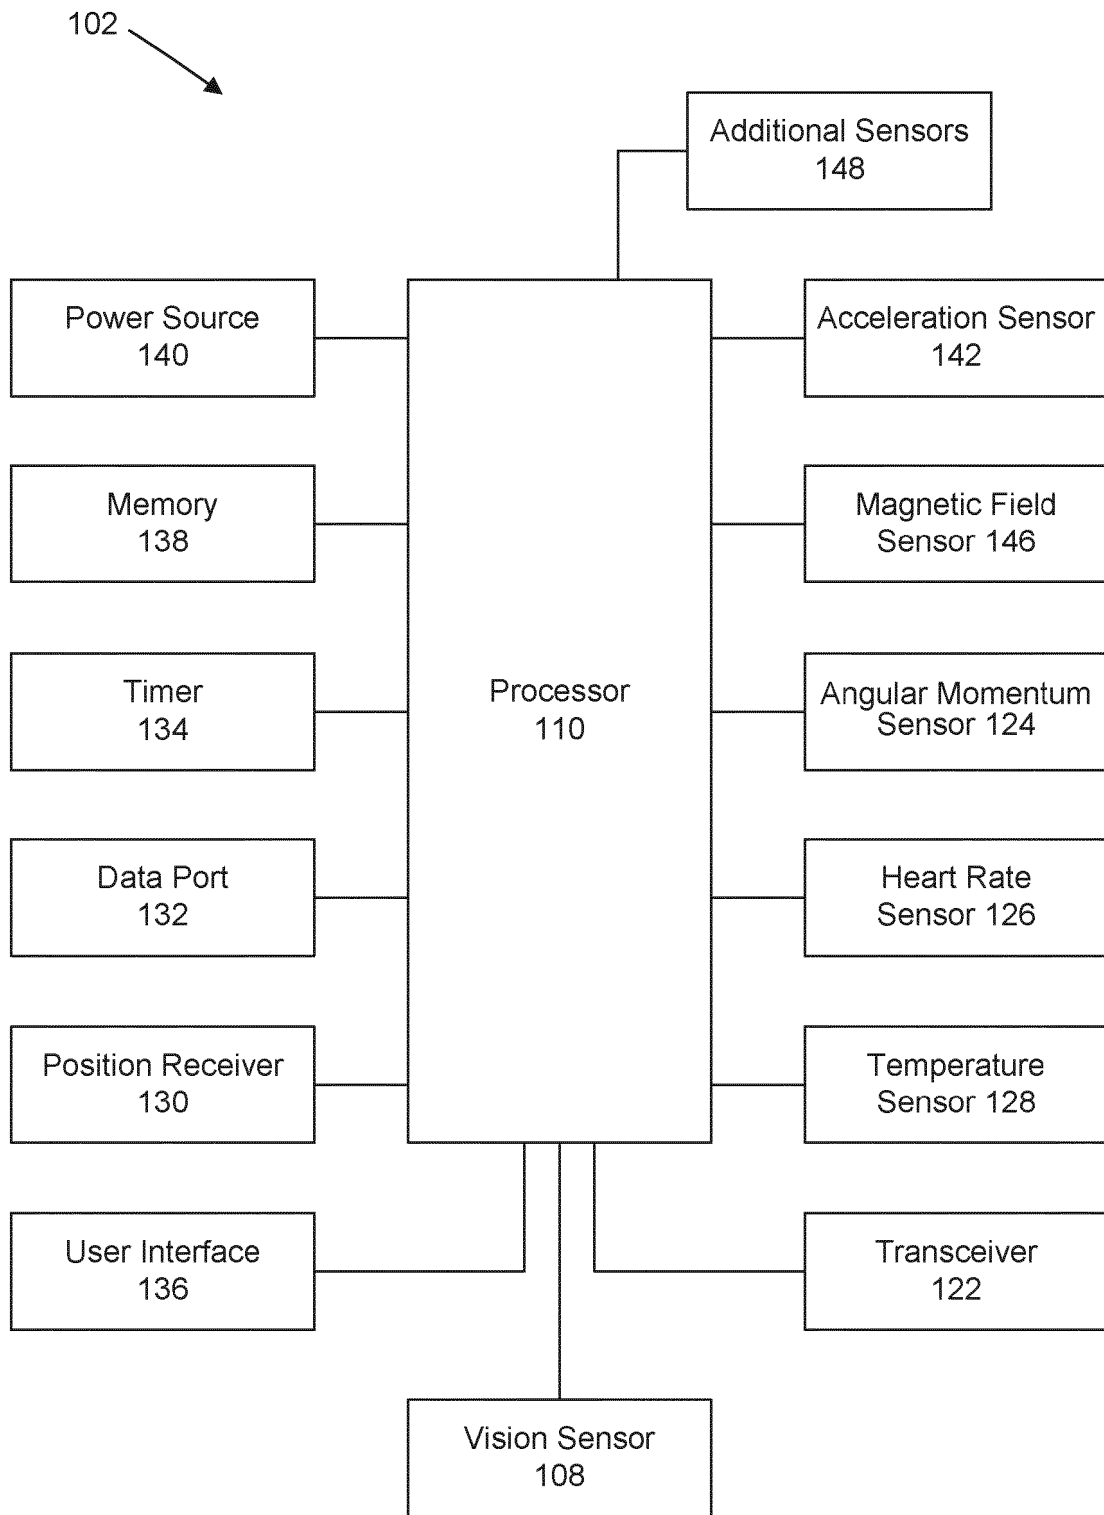 102
Additional Sensors
148
Power Source
140
Acceleration Sensor
142
Memory
138
Magnetic Field
Sensor 146
Timer
134
Processor
110
Angular Momentum
Sensor 124
Data Port
132
Heart Rate
Sensor 126
Position Receiver
130
Temperature
Sensor 128
User Interface
136
Transceiver
122
Vision Sensor
108